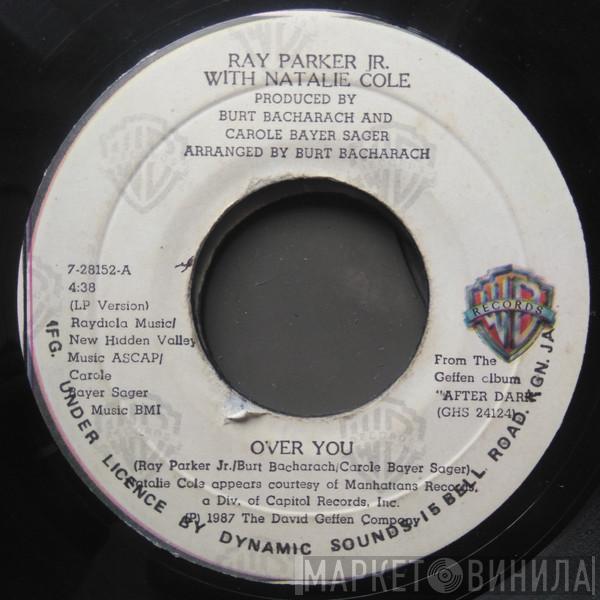 RAY PARKER JR.
WITH NATALIE COLE
PRODUCED BY
BURT BACHARACH AND
CAROLE BAYER SAGER
ARRANGED BY BURT BACHARACH
7-28152-A
4:38
(LP Version)
Raydiola Music/
New Hidden Valley
Music ASCAP/
Carole
Bayer Sager
Music BMI
RECORDS
From The
Geffen album
"AFTER DARK"
(GHS 24124)
OVER YOU
(Ray Parker Jr./Burt Bacharach/Carole Bayer Sager)
Natalie Cole appears courtesy of Manhattans Records,
a Div. of Capitol Records, Inc.
(P) 1987 The David Geffen Company
MFG. UNDER LICENCE BY DYNAMIC SOUNDS-15 BELL ROAD. KGN. JA
МАРКЕТ ВИНИЛА